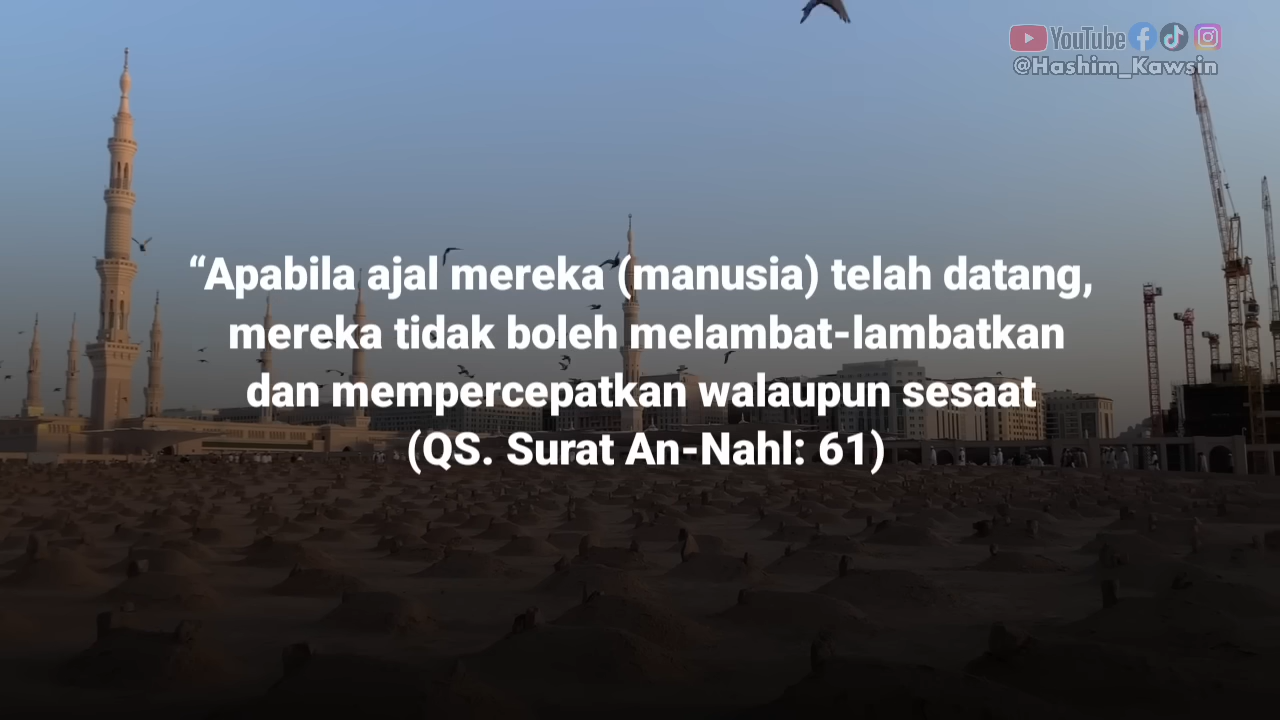 YouTube
@Hashim_Kawsin
“Apabila ajal mereka (manusia) telah datang,
mereka tidak boleh melambat-lambatkan
dan mempercepatkan walaupun sesaat
(QS. Surat An-Nahl: 61)